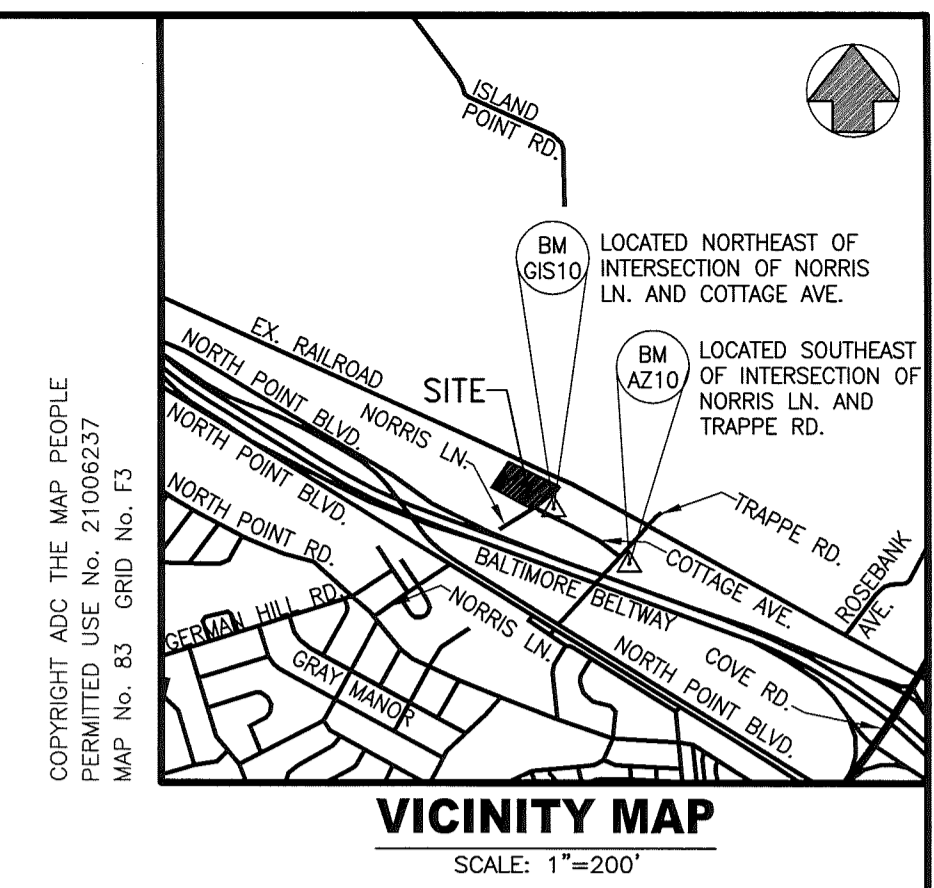 COPYRIGHT ADC THE MAP PEOPLE
PERMITTED USE No. 21006237
MAP No. 83 GRID No. F3
ISLAND
POINT RD.
BM
GIS10
LOCATED NORTHEAST OF
INTERSECTION OF NORRIS
LN. AND COTTAGE AVE.
BM
AZ10
LOCATED SOUTHEAST
OF INTERSECTION OF
NORRIS LN. AND
TRAPPE RD.
EX. RAILROAD
NORTH POINT BLVD.
SITE
NORRIS LN.
NORTH POINT BLVD.
NORTH POINT RD.
TRAPPE RD.
ROSEBANK
AVE.
COTTAGE AVE.
BALTIMORE BELTWAY
GERMAN HILL RD.
NORRIS
LN.
GRAY MANOR
COVE RD.
NORTH POINT BLVD.
VICINITY MAP
SCALE: 1"=200'